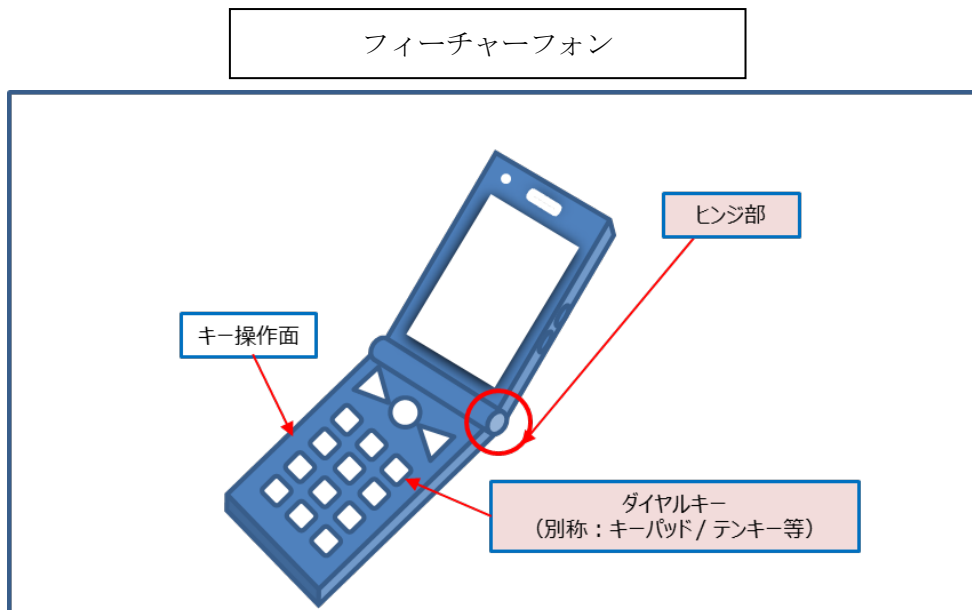 フィーチャーフォン
ヒンジ部
キー操作面
ダイヤルキー
（別称：キーパッド / テンキー等）